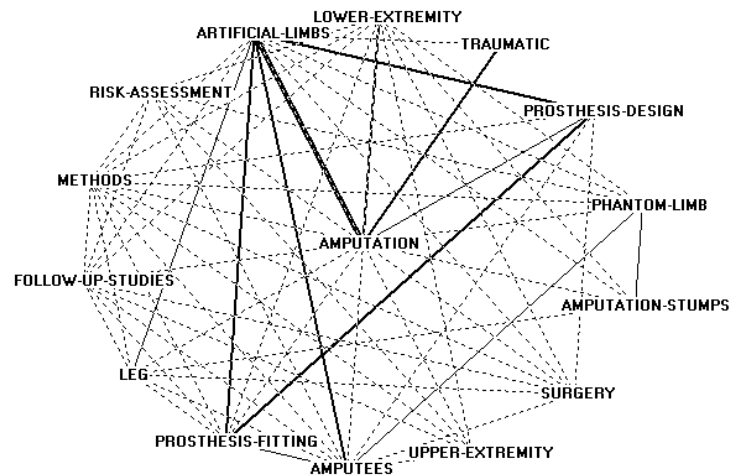 LOWER-EXTREMITY
ARTIFICIAL-LIMBS
TRAUMATIC
RISK-ASSESSMENT
PROSTHESIS-DESIGN
METHODS
PHANTOM-LIMB
AMPUTATION
FOLLOW-UP-STUDIES
AMPUTATION-STUMPS
LEG
SURGERY
PROSTHESIS-FITTING
UPPER-EXTREMITY
AMPUTEES